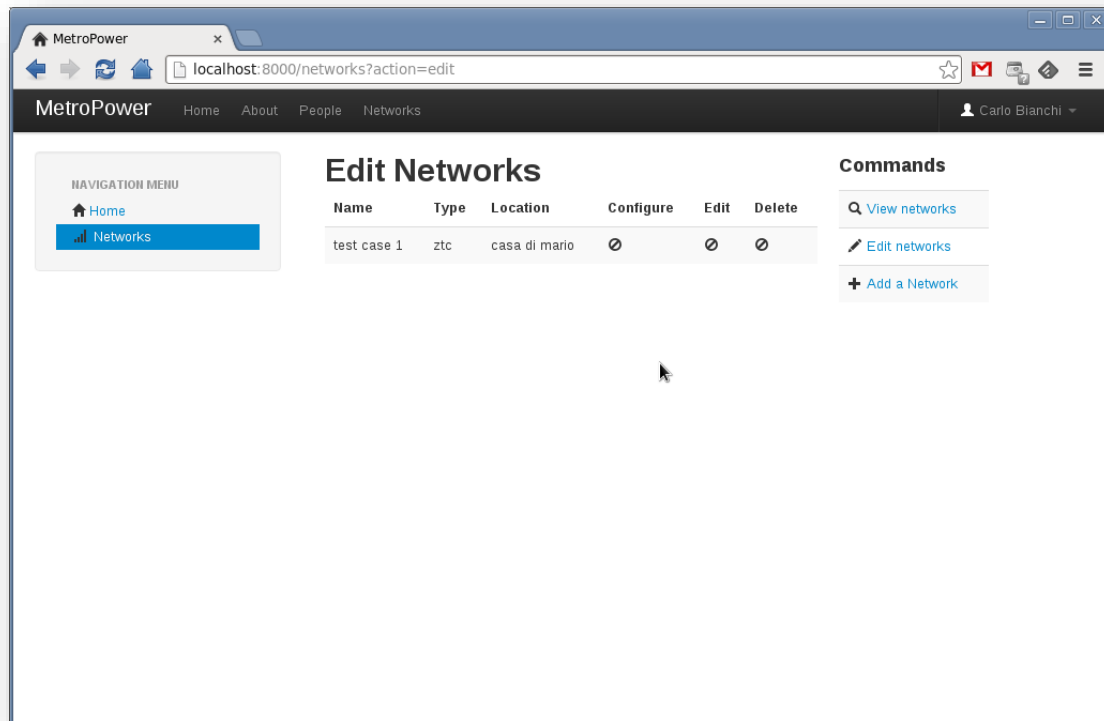 MetroPower
localhost:8000/networks?action=edit
MetroPower Home About People Networks Carlo Bianchi
NAVIGATION MENU
Home
Networks
Edit Networks
Name Type Location Configure Edit Delete
test case 1 ztc casa di mario
Commands
View networks
Edit networks
Add a Network